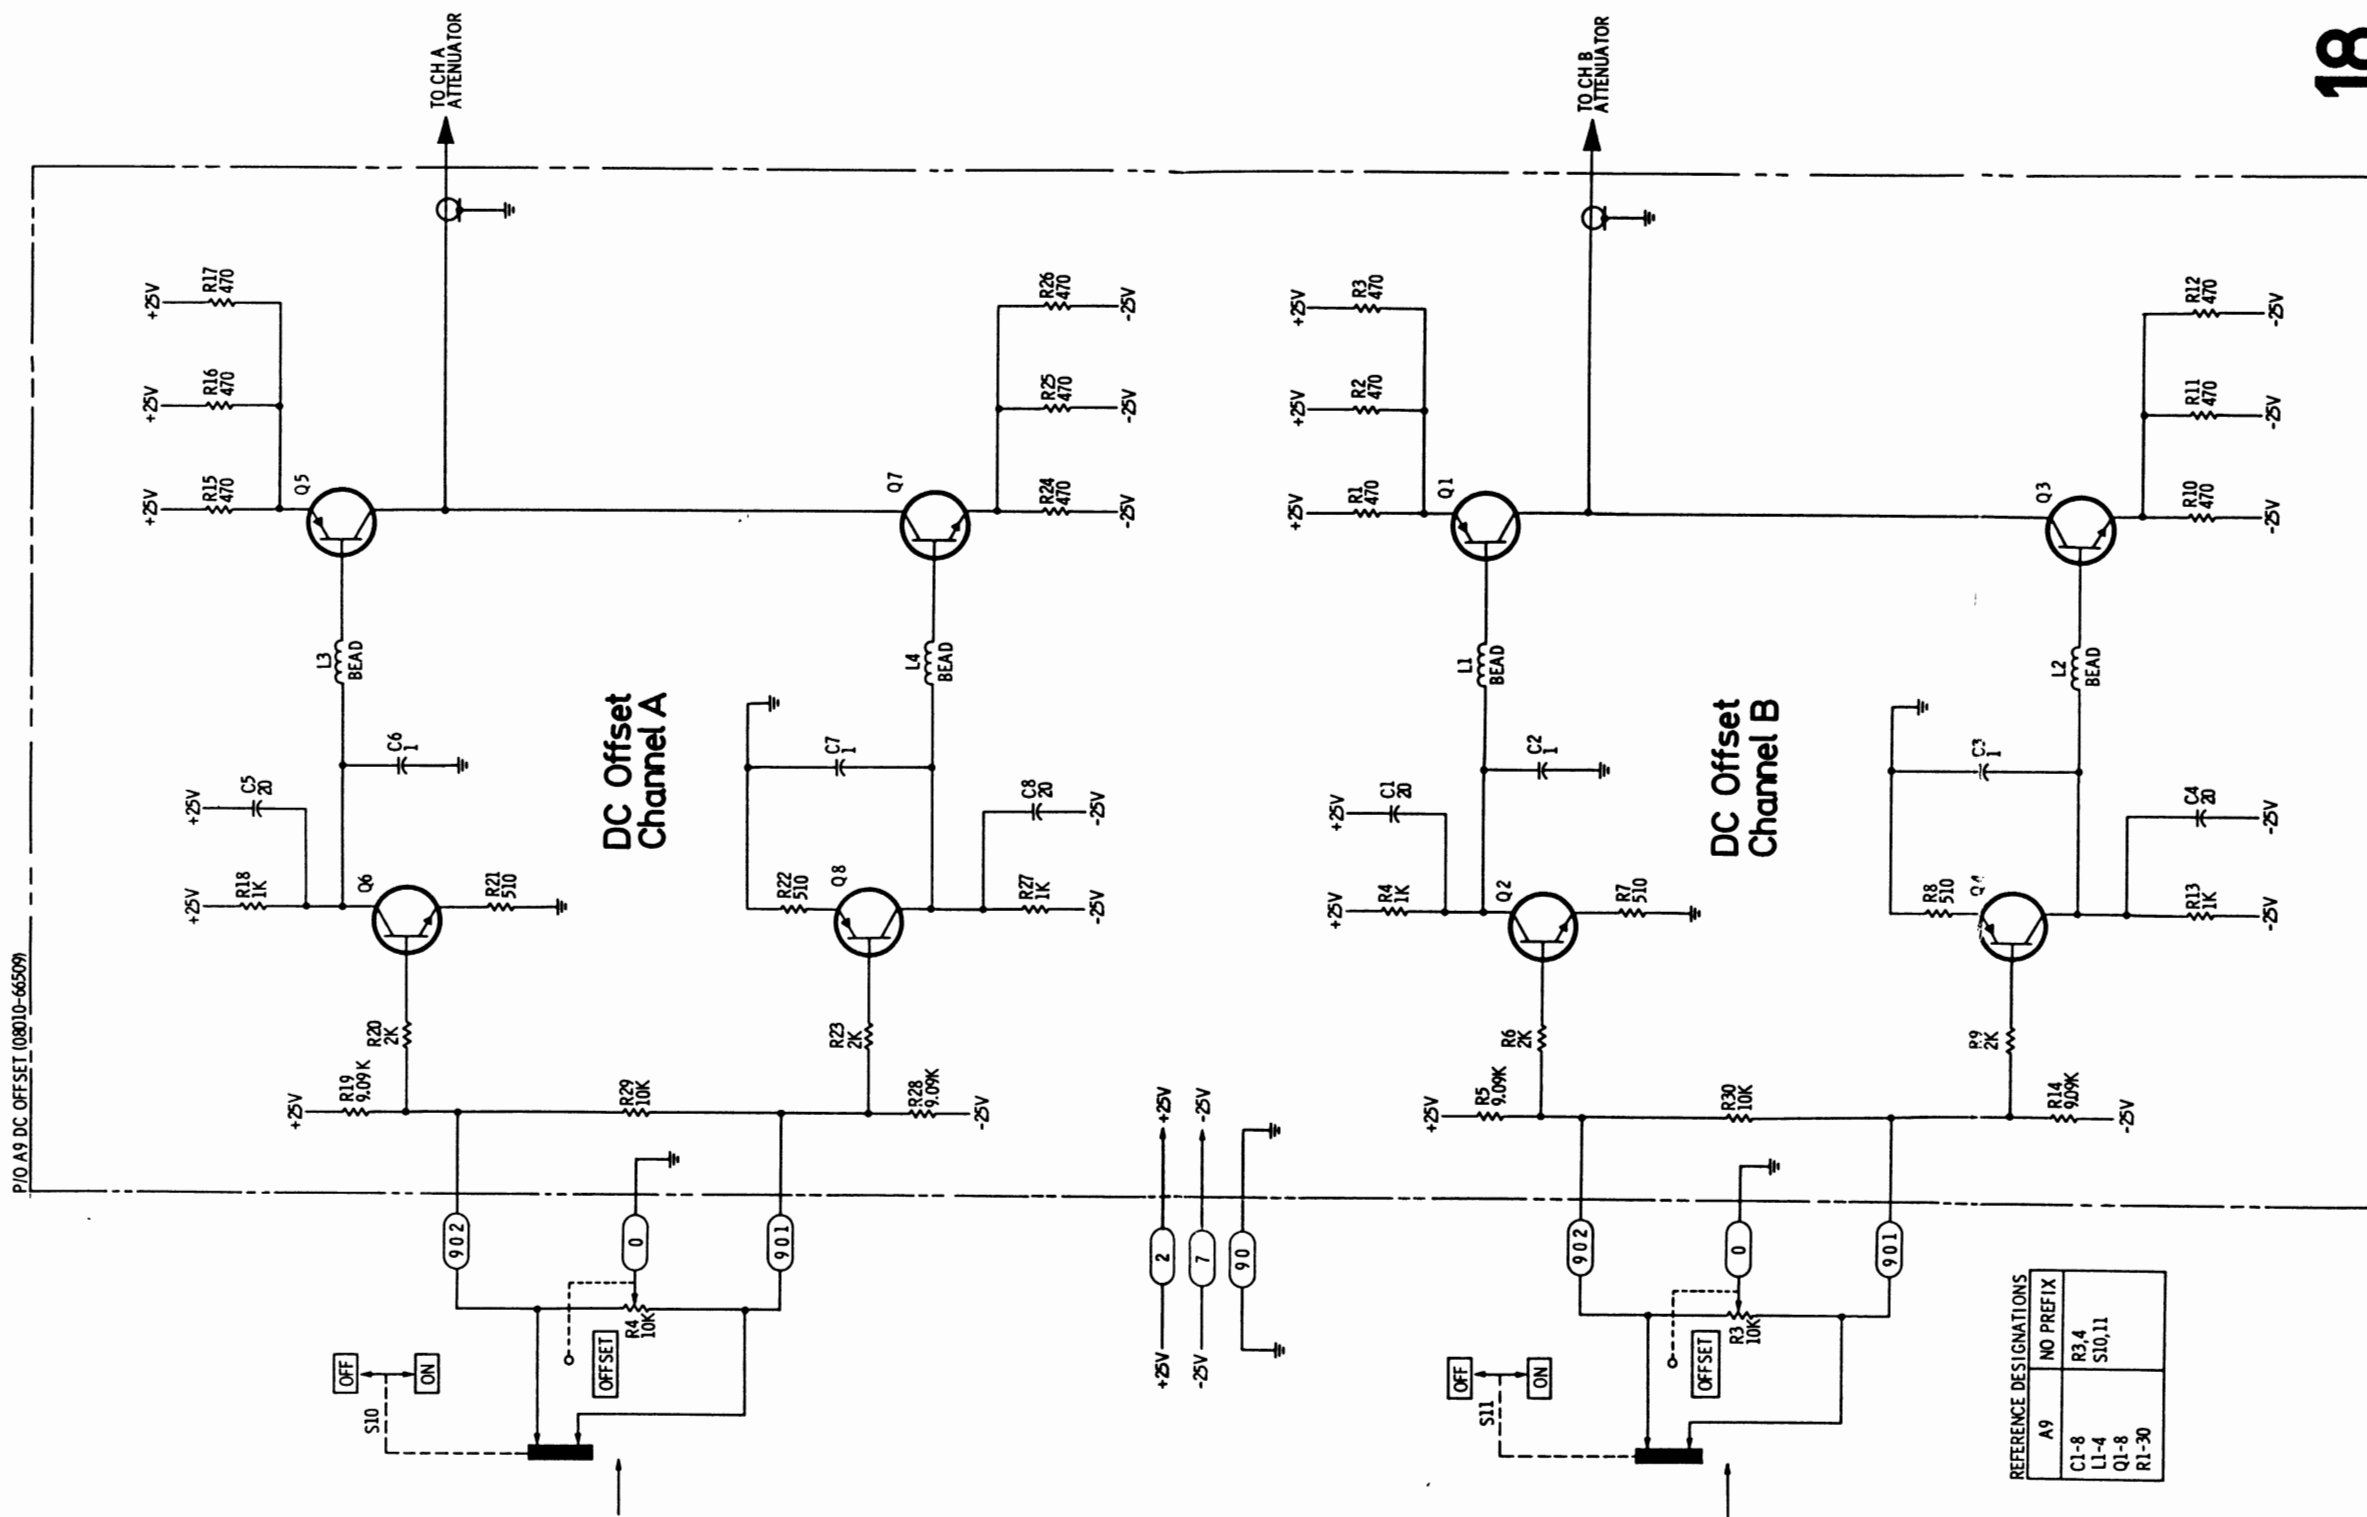 P/O A9 DC OFFSET (08010-66509)
+25V
R17
470
+25V
R16
470
+25V
R15
470
Q5
TO CH A
ATTENUATOR
Q7
R26
470
-25V
R25
470
-25V
R24
470
-25V
L3
BEAD
L4
BEAD
DC Offset
Channel A
+25V
C5
20
C6
1
C7
1
C8
20
-25V
+25V
R18
1K
Q6
R21
510
R22
510
Q8
R27
1K
-25V
R20
2K
R23
2K
+25V
R19
9.09K
R29
10K
R28
9.09K
-25V
902
0
901
R4
10K
OFFSET
OFF
ON
S10
+25V
2
+25V
-25V
7
-25V
90
+25V
R3
470
+25V
R2
470
+25V
R1
470
Q1
TO CH B
ATTENUATOR
Q3
R12
470
-25V
R11
470
-25V
R10
470
-25V
L1
BEAD
L2
BEAD
DC Offset
Channel B
+25V
C1
20
C2
1
C3
1
C4
20
-25V
+25V
R4
1K
Q2
R7
510
R8
510
Q4
R13
1K
-25V
R6
2K
R9
2K
+25V
R5
9.09K
R30
10K
R14
9.09K
-25V
902
0
901
R3
10K
OFFSET
OFF
ON
S11
REFERENCE DESIGNATIONS
A9 NO PREFIX
C1-8 R3,4
L1-4 S10,11
Q1-8
R1-30
18